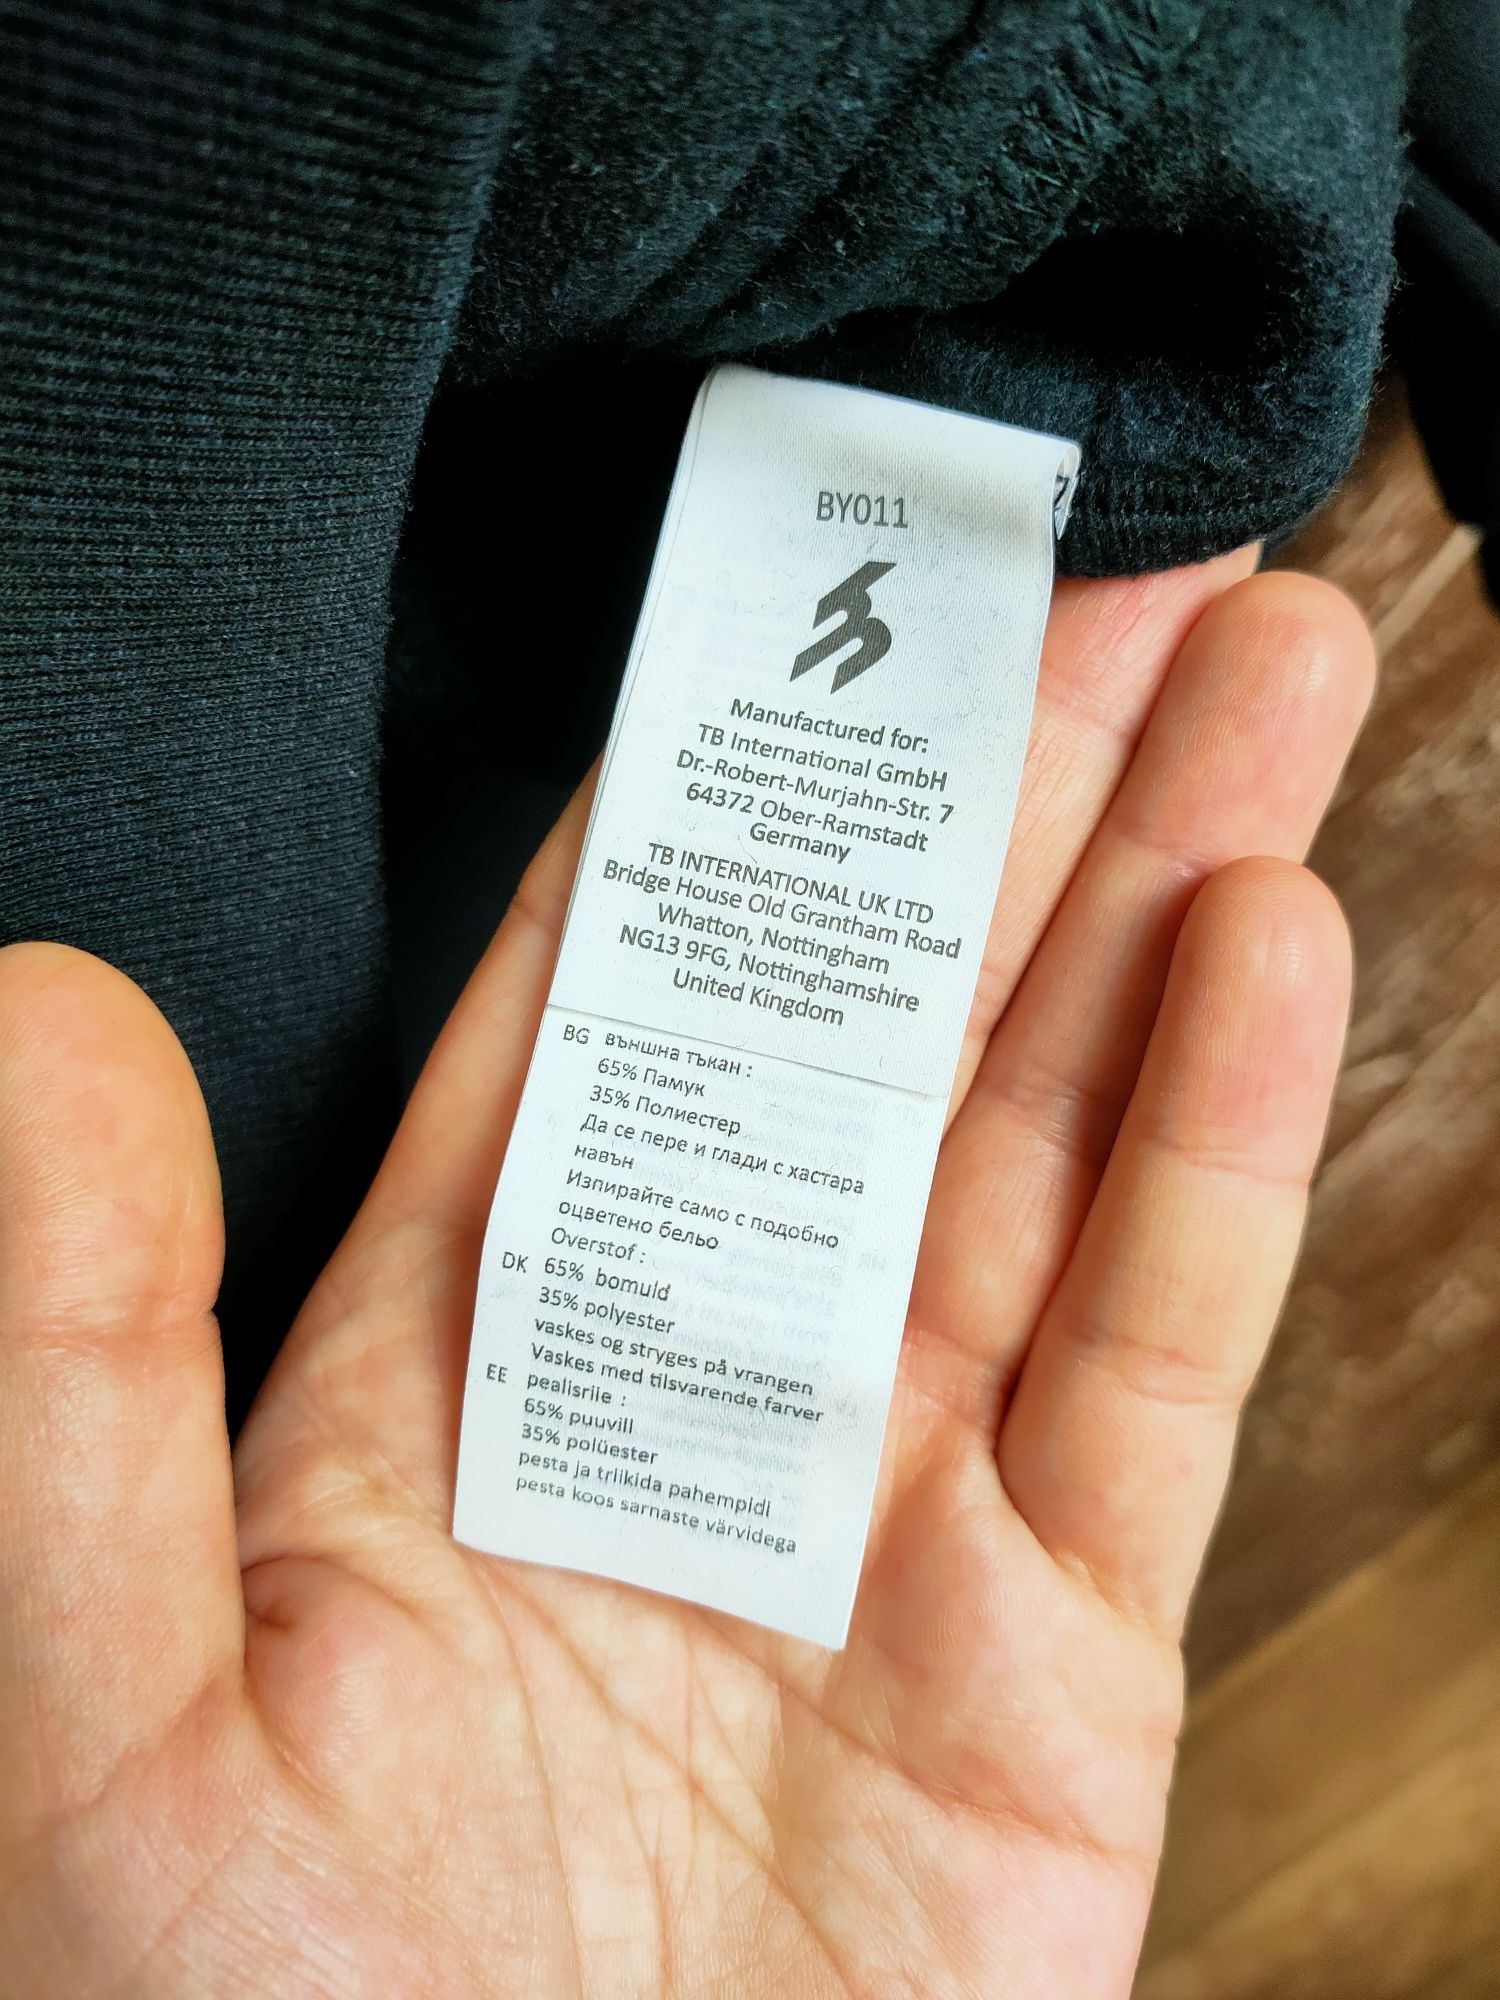 BY011
Manufactured for:
TB International GmbH
Dr.-Robert-Murjahn-Str. 7
64372 Ober-Ramstadt
Germany
TB INTERNATIONAL UK LTD
Bridge House Old Grantham Road
Whatton, Nottingham
NG13 9FG, Nottinghamshire
United Kingdom
BG външна тъкан :
65% Памук
35% Полиестер
Да се пере и глади с хастара
навън
Изпирайте само с подобно
оцветено бельо
Overstof :
DK 65% bomuld
35% polyester
vaskes og stryges på vrangen
Vaskes med tilsvarende farver
EE pealisriie :
65% puuvill
35% polüester
pesta ja triikida pahempidi
pesta koos sarnaste värvidega